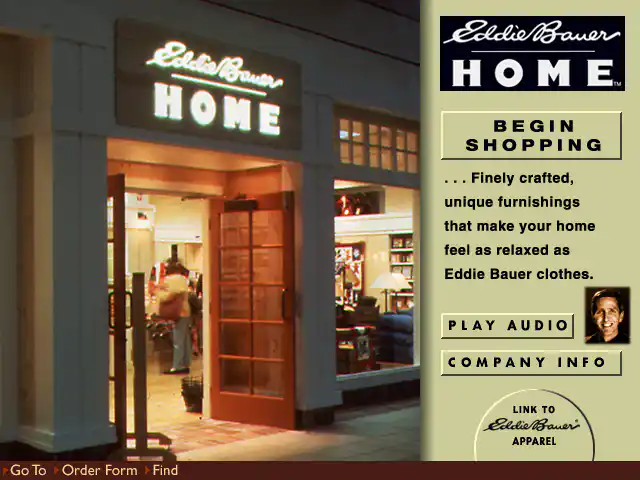 Eddie Bauer
HOME
Eddie Bauer
HOME™
BEGIN
SHOPPING
. . . Finely crafted,
unique furnishings
that make your home
feel as relaxed as
Eddie Bauer clothes.
PLAY AUDIO
COMPANY INFO
LINK TO
Eddie Bauer®
APPAREL
Go To Order Form Find